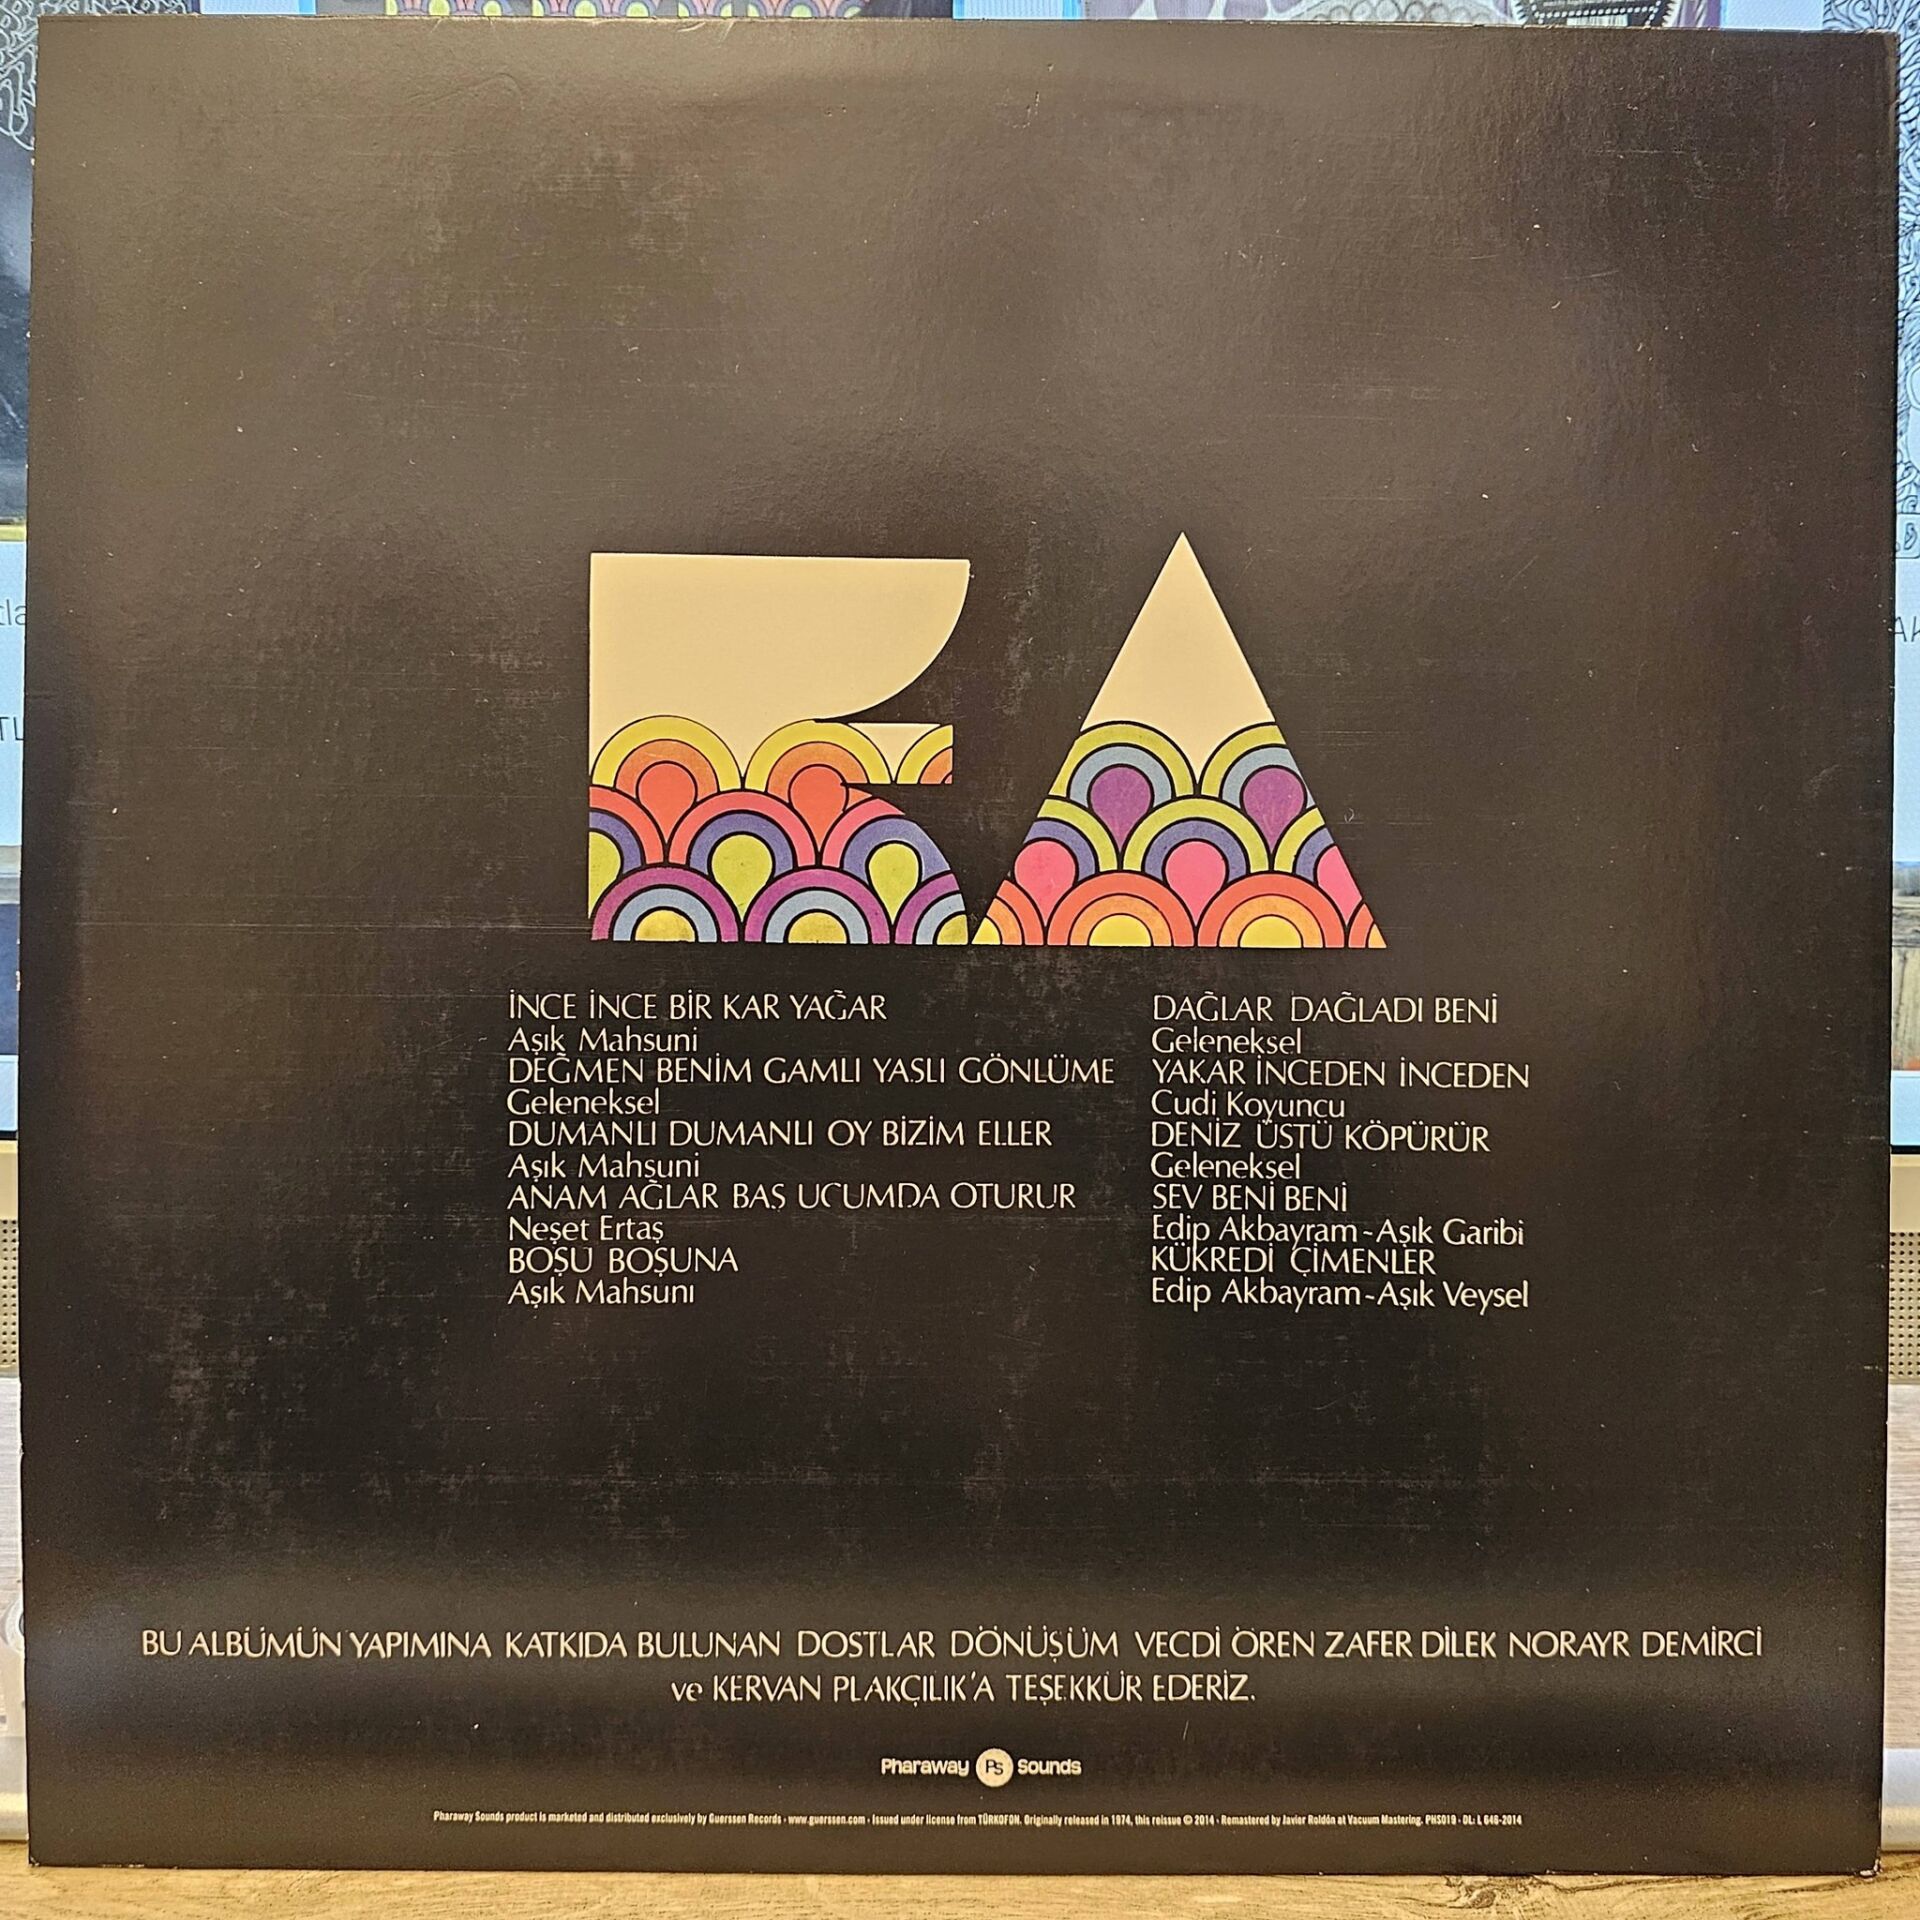 İNCE İNCE BİR KAR YAĞAR
Aşık Mahsuni
DEĞMEN BENİM GAMLI YASLI GÖNLÜME
Geleneksel
DUMANLI DUMANLI OY BİZİM ELLER
Aşık Mahsuni
ANAM AĞLAR BAŞ UCUMDA OTURUR
Neşet Ertaş
BOŞU BOŞUNA
Aşık Mahsuni
DAĞLAR DAĞLADI BENİ
Geleneksel
YAKAR İNCEDEN İNCEDEN
Cudi Koyuncu
DENİZ ÜSTÜ KÖPÜRÜR
Geleneksel
SEV BENİ BENİ
Edip Akbayram-Aşık Garibi
KÜKREDİ ÇİMENLER
Edip Akbayram-Aşık Veysel
BU ALBÜMÜN YAPIMINA KATKIDA BULUNAN DOSTLAR DÖNÜŞÜM VECDİ ÖREN ZAFER DİLEK NORAYR DEMİRCİ
ve KERVAN PLAKÇILIK'A TEŞEKKÜR EDERİZ.
Pharaway PS Sounds
Pharaway Sounds product is marketed and distributed exclusively by Guerssen Records · www.guerssen.com · Issued under license from TÜRKOFON. Originally released in 1974, this reissue © 2014 · Remastered by Javier Roldón at Vacuum Mastering. PHS019 · DL: L 646-2014